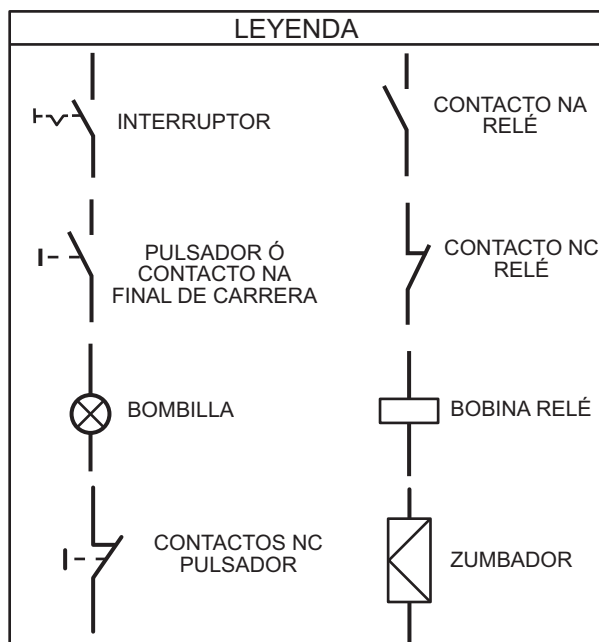 LEYENDA
INTERRUPTOR
CONTACTO NA
RELÉ
PULSADOR Ó
CONTACTO NA
FINAL DE CARRERA
CONTACTO NC
RELÉ
BOMBILLA
BOBINA RELÉ
CONTACTOS NC
PULSADOR
ZUMBADOR